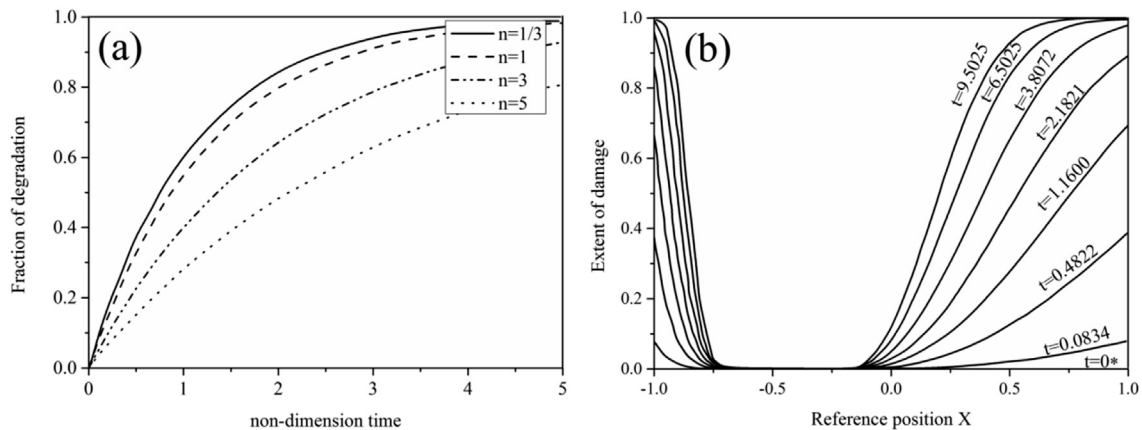 (a)
n=1/3
n=1
n=3
n=5
1.0
0.8
0.6
0.4
0.2
0.0
0
1
2
3
4
5
Fraction of degradation
non-dimension time
(b)
t=9.5025
t=6.5025
t=3.8072
t=2.1821
t=1.1600
t=0.4822
t=0.0834
t=0*
1.0
0.8
0.6
0.4
0.2
0.0
-1.0
-0.5
0.0
0.5
1.0
Extent of damage
Reference position X